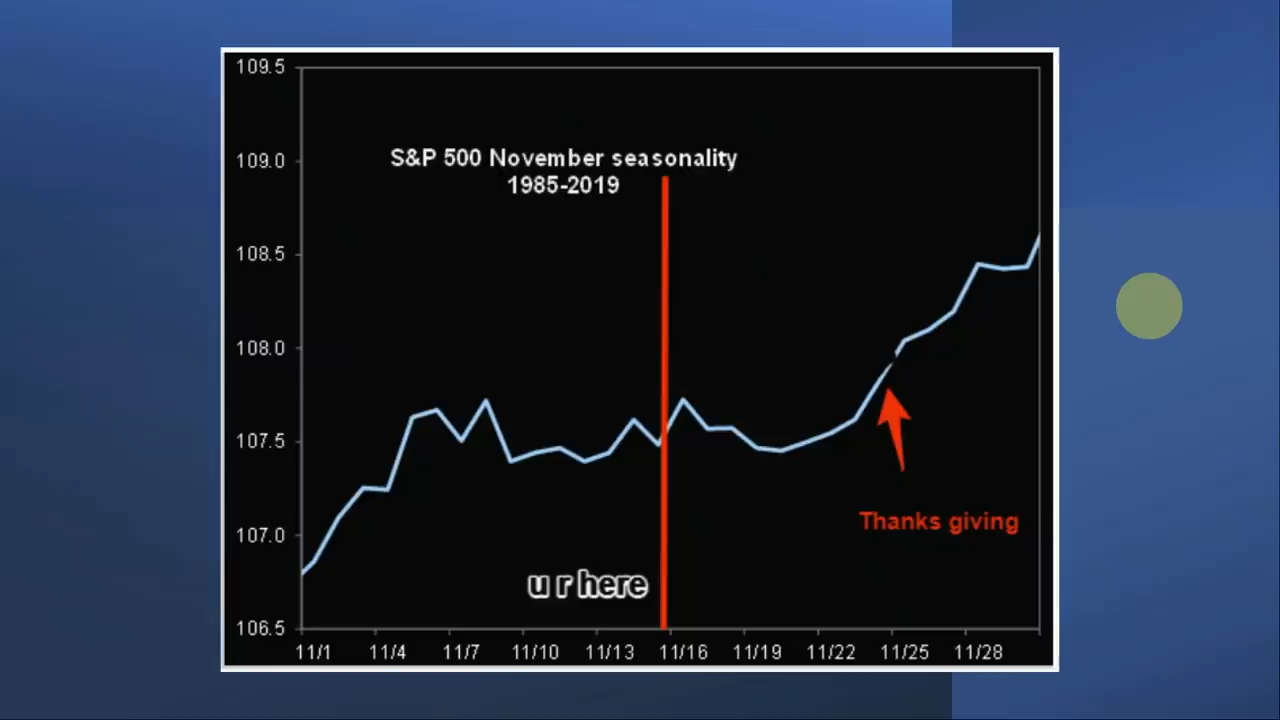 109.5
S&P 500 November seasonality
109.0
1985-2019
108.5
108.0
107.5
Thanks giving
107.0
u r here
106.5
11/1 11/4 11/7 11/10 11/13 11/16 11/19 11/22 11/25 11/28